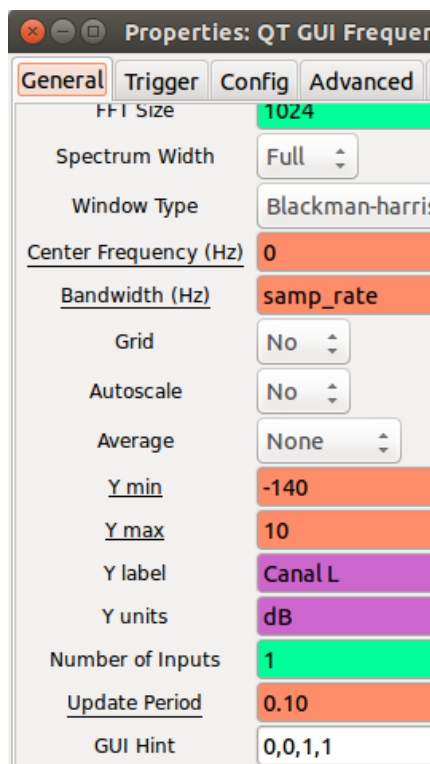 Properties: QT GUI Frequen
General Trigger Config Advanced
FFT Size 1024
Spectrum Width Full
Window Type Blackman-harris
Center Frequency (Hz) 0
Bandwidth (Hz) samp_rate
Grid No
Autoscale No
Average None
Y min -140
Y max 10
Y label Canal L
Y units dB
Number of Inputs 1
Update Period 0.10
GUI Hint 0,0,1,1